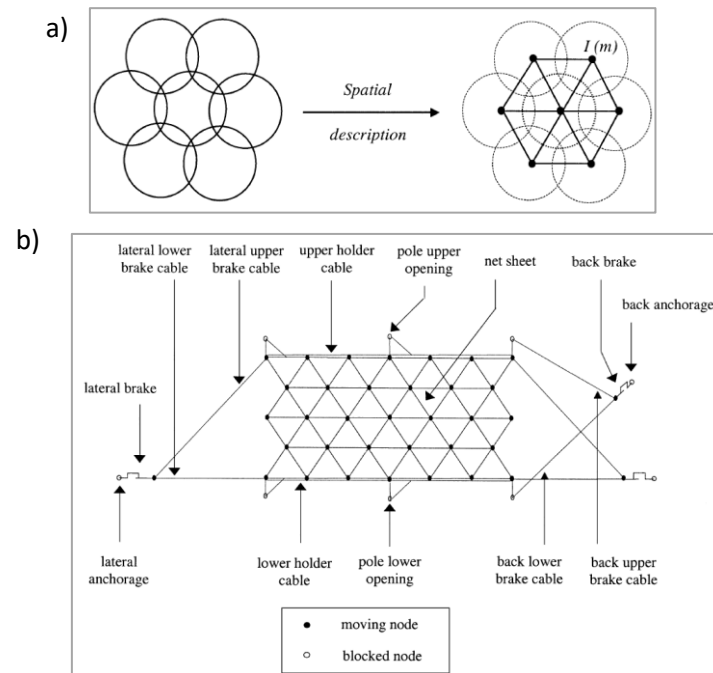 a)
I (m)
Spatial
description
b)
lateral lower
brake cable
lateral upper
brake cable
upper holder
cable
pole upper
opening
net sheet
back brake
back anchorage
lateral brake
lateral
anchorage
lower holder
cable
pole lower
opening
back lower
brake cable
back upper
brake cable
moving node
blocked node